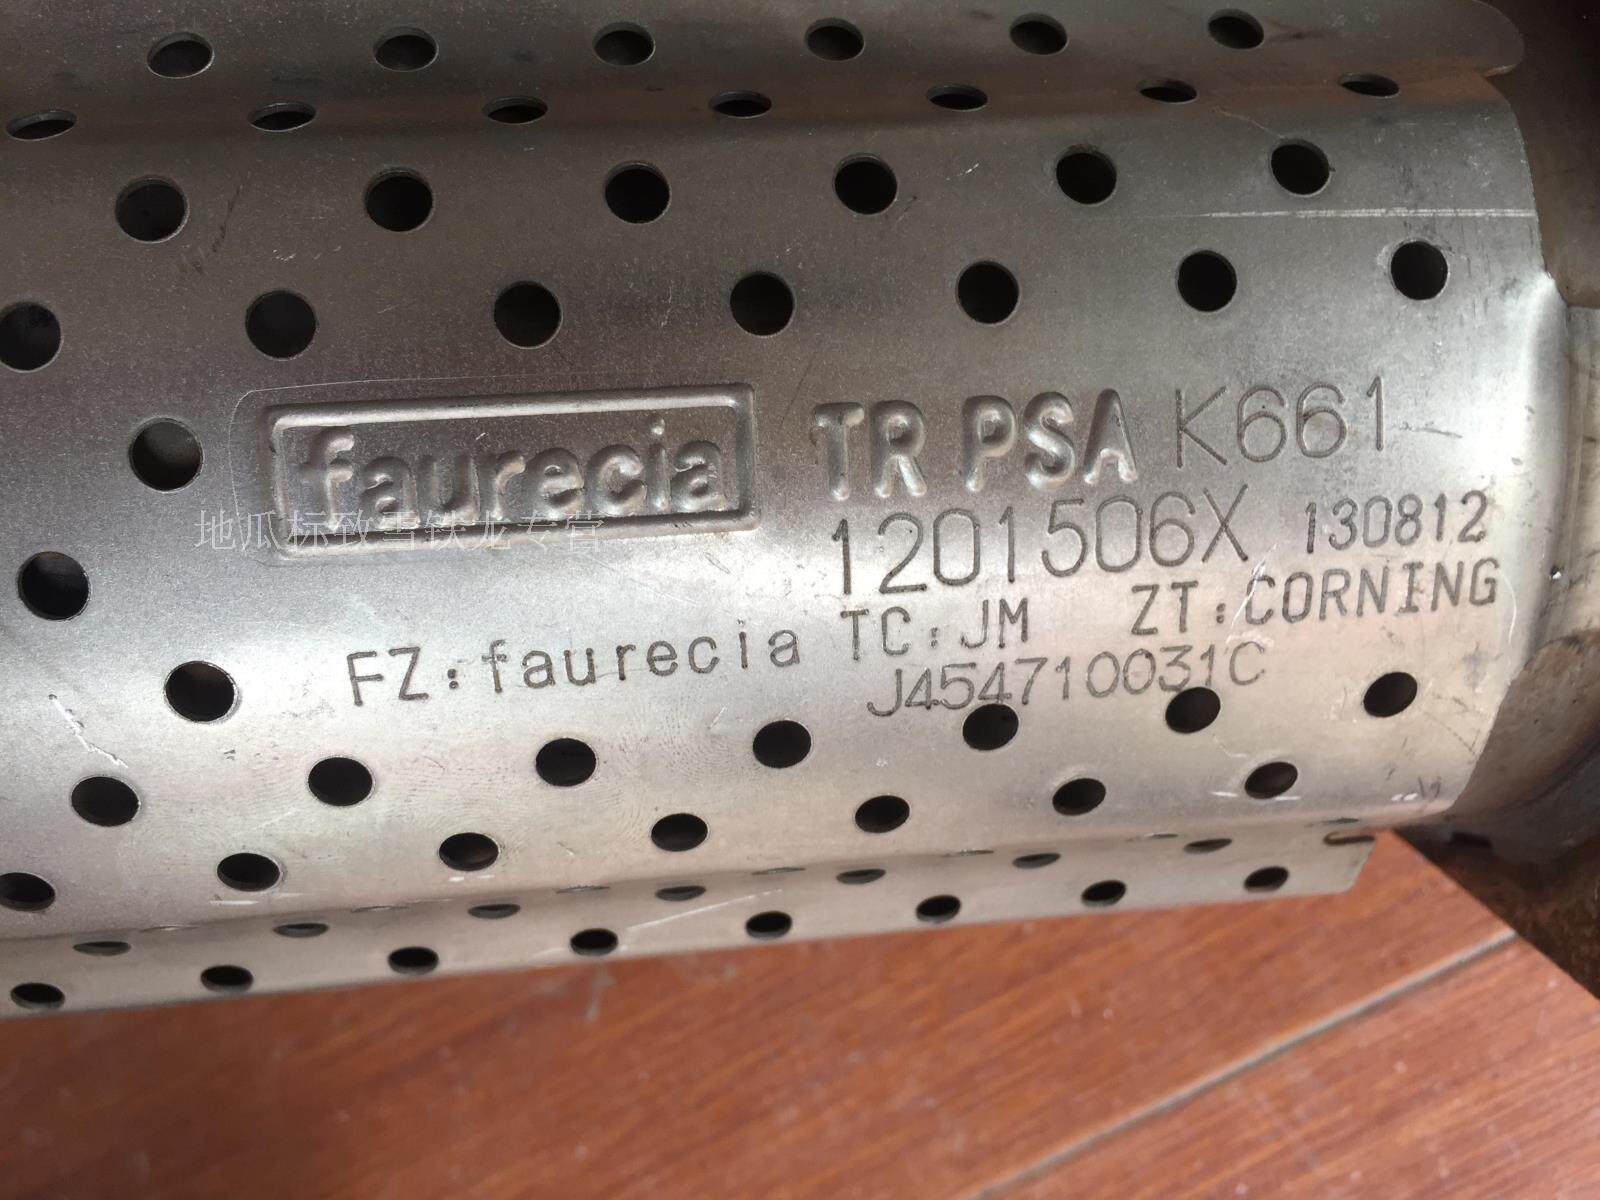 faurecia TR PSA K661
1201506X 130812
地瓜标致雪铁龙专营
FZ:faurecia TC:JM ZT:CORNING
J454710031C